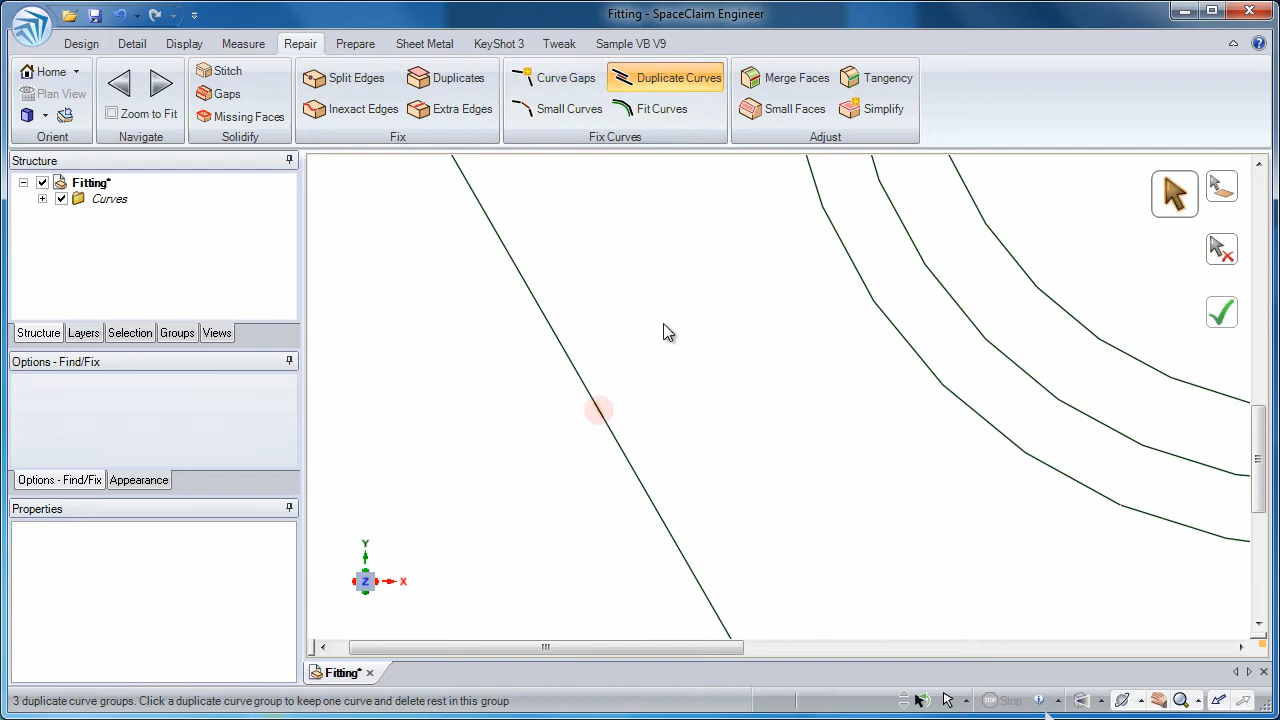 Fitting - SpaceClaim Engineer
Design Detail Display Measure Repair Prepare Sheet Metal KeyShot 3 Tweak Sample VB V9
Home Stitch Split Edges Duplicates Curve Gaps Duplicate Curves Merge Faces Tangency
Plan View Gaps
Zoom to Fit Missing Faces Inexact Edges Extra Edges Small Curves Fit Curves Small Faces Simplify
Orient Navigate Solidify Fix Fix Curves Adjust
Structure
Fitting*
Curves
Structure Layers Selection Groups Views
Options - Find/Fix
Options - Find/Fix Appearance
Properties
Y
Z X
Fitting*
3 duplicate curve groups. Click a duplicate curve group to keep one curve and delete rest in this group
Stop